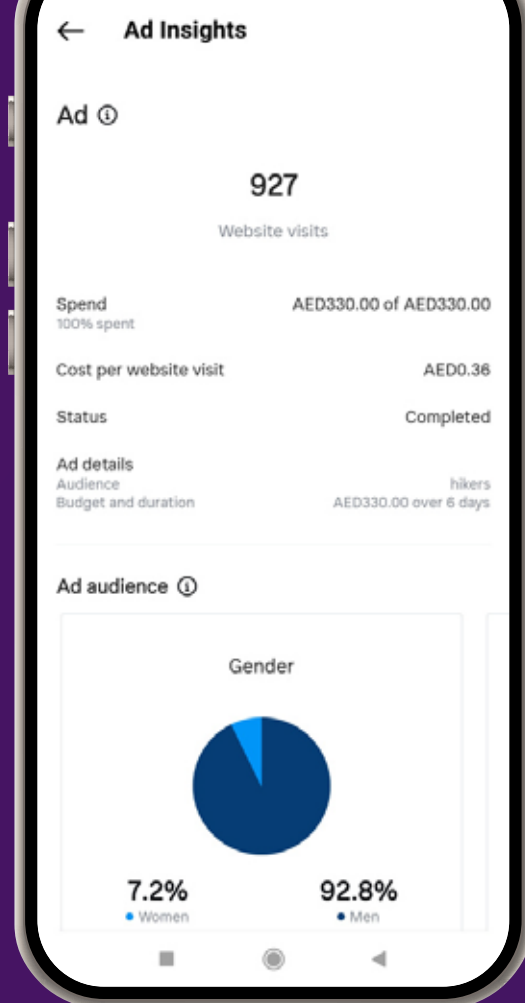 Ad Insights
Ad
927
Website visits
Spend AED330.00 of AED330.00
100% spent
Cost per website visit AED0.36
Status Completed
Ad details
Audience hikers
Budget and duration AED330.00 over 6 days
Ad audience
Gender
7.2% 92.8%
Women Men